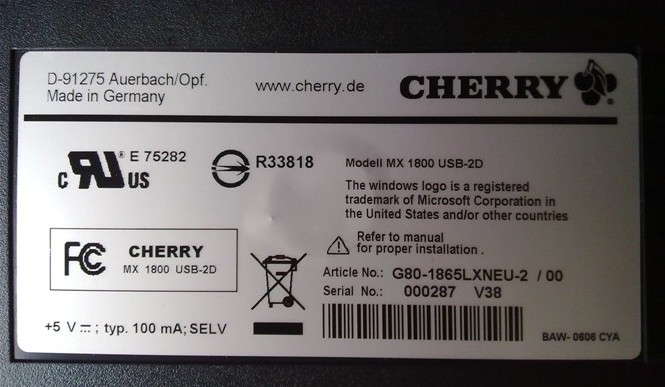 D-91275 Auerbach/Opf.
Made in Germany
www.cherry.de
CHERRY
®
c RU ® US E 75282
R33818
Modell MX 1800 USB-2D
The windows logo is a registered
trademark of Microsoft Corporation in
the United States and/or other countries
Refer to manual
for proper installation .
FC CHERRY
MX 1800 USB-2D
Article No.: G80-1865LXNEU-2 / 00
Serial No.: 000287 V38
+5 V ⎓ ; typ. 100 mA; SELV
BAW- 0606 CYA